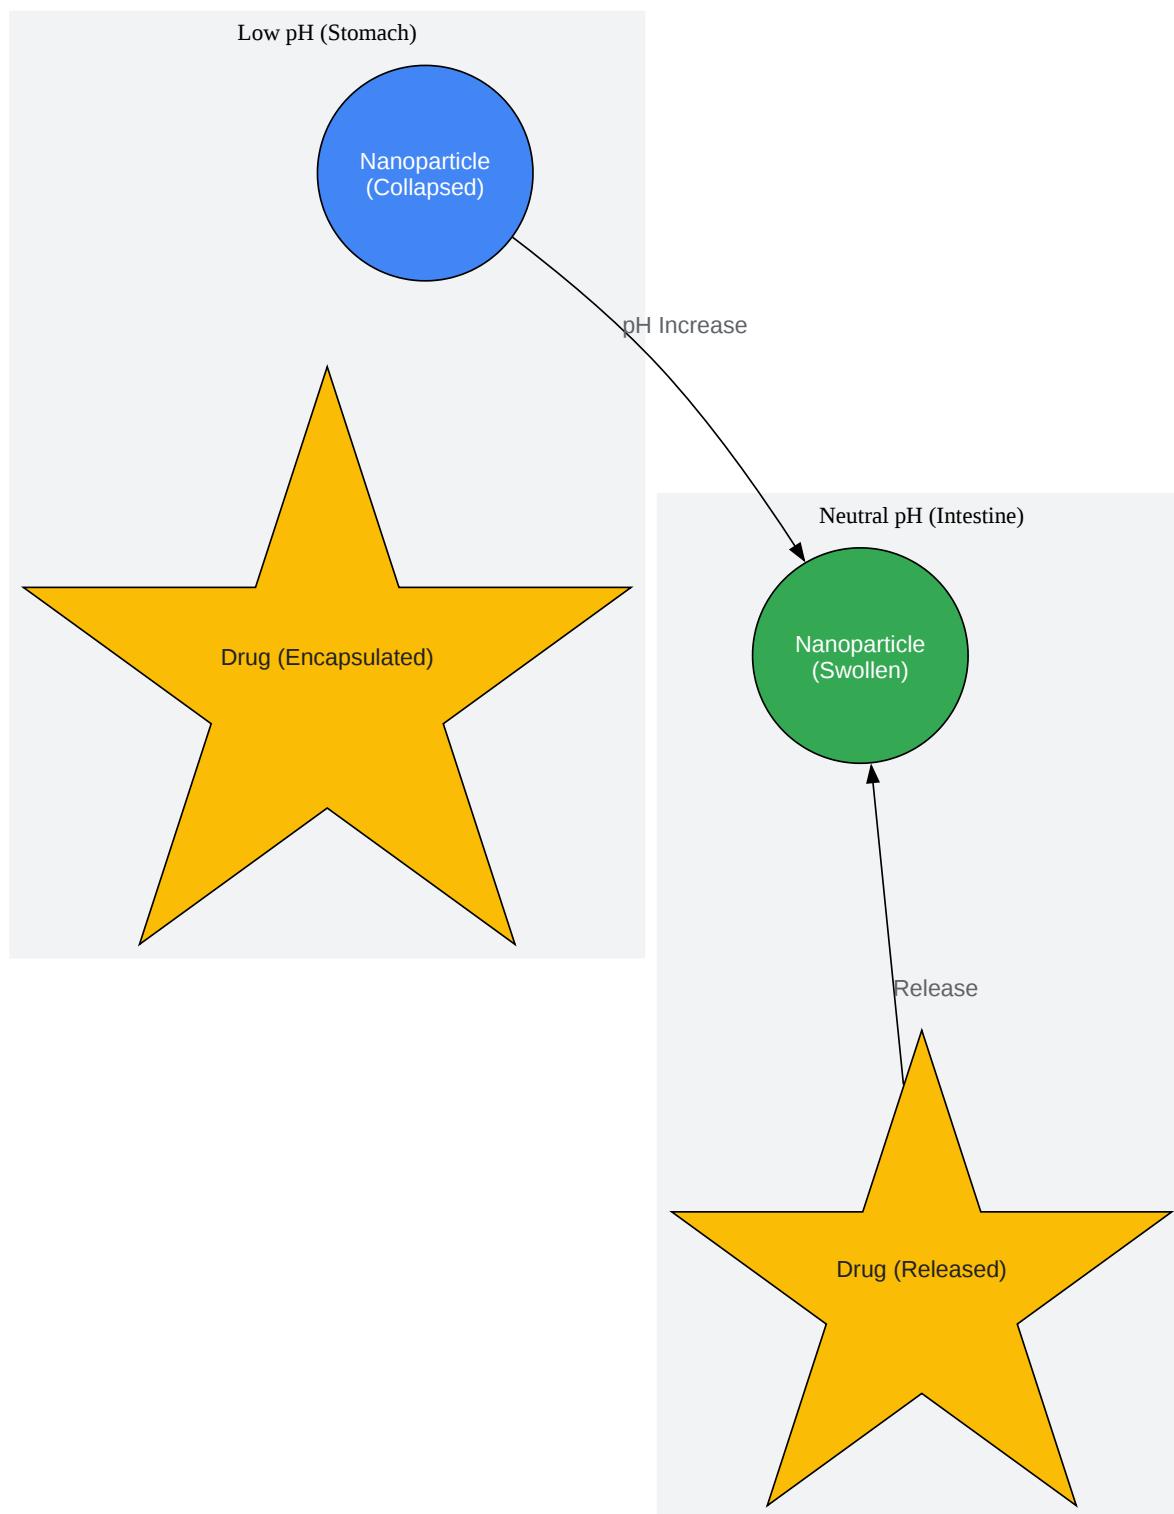 Low pH (Stomach)
Nanoparticle
(Collapsed)
pH Increase
Neutral pH (Intestine)
Nanoparticle
(Swollen)
Drug (Encapsulated)
Release
Drug (Released)